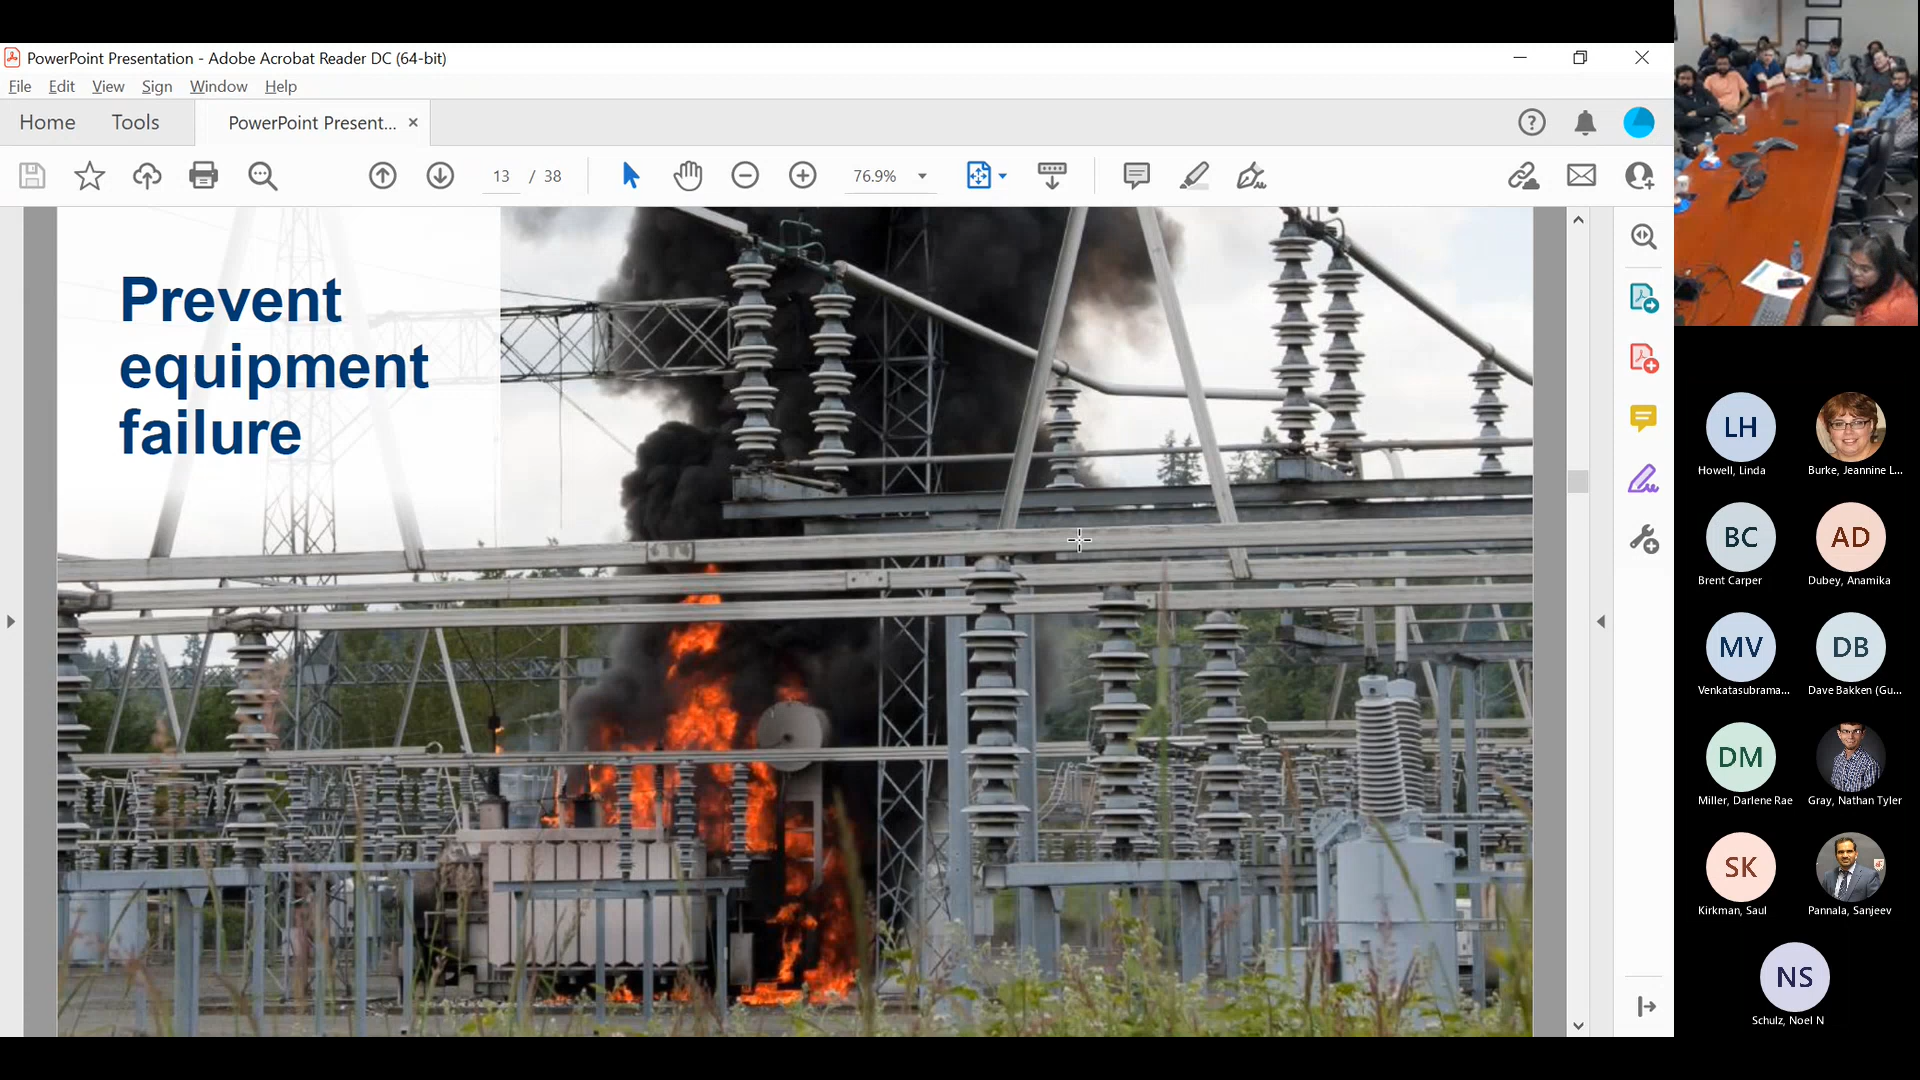 PowerPoint Presentation - Adobe Acrobat Reader DC (64-bit)
File Edit View Sign Window Help
Home Tools PowerPoint Present... ×
13 / 38 76.9%
Prevent
equipment
failure
LH
Howell, Linda
Burke, Jeannine L...
BC
Brent Carper
AD
Dubey, Anamika
MV
Venkatasubrama...
DB
Dave Bakken (Gu...
DM
Miller, Darlene Rae
Gray, Nathan Tyler
SK
Kirkman, Saul
Pannala, Sanjeev
NS
Schulz, Noel N